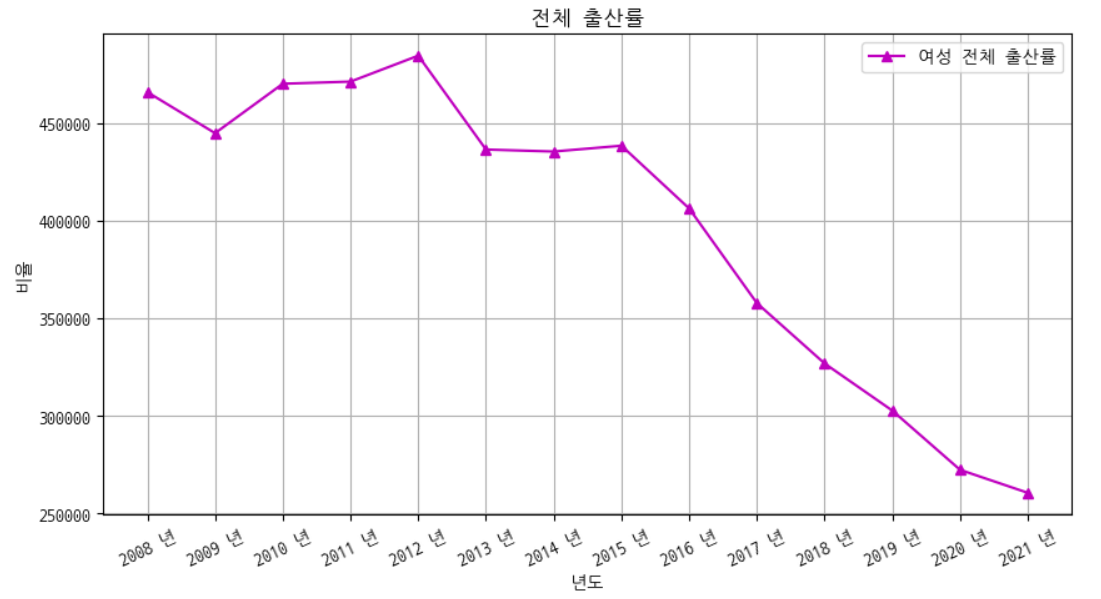 전체 출산률
여성 전체 출산률
450000
400000
350000
300000
250000
비율
2008 년
2009 년
2010 년
2011 년
2012 년
2013 년
2014 년
2015 년
2016 년
2017 년
2018 년
2019 년
2020 년
2021 년
년도